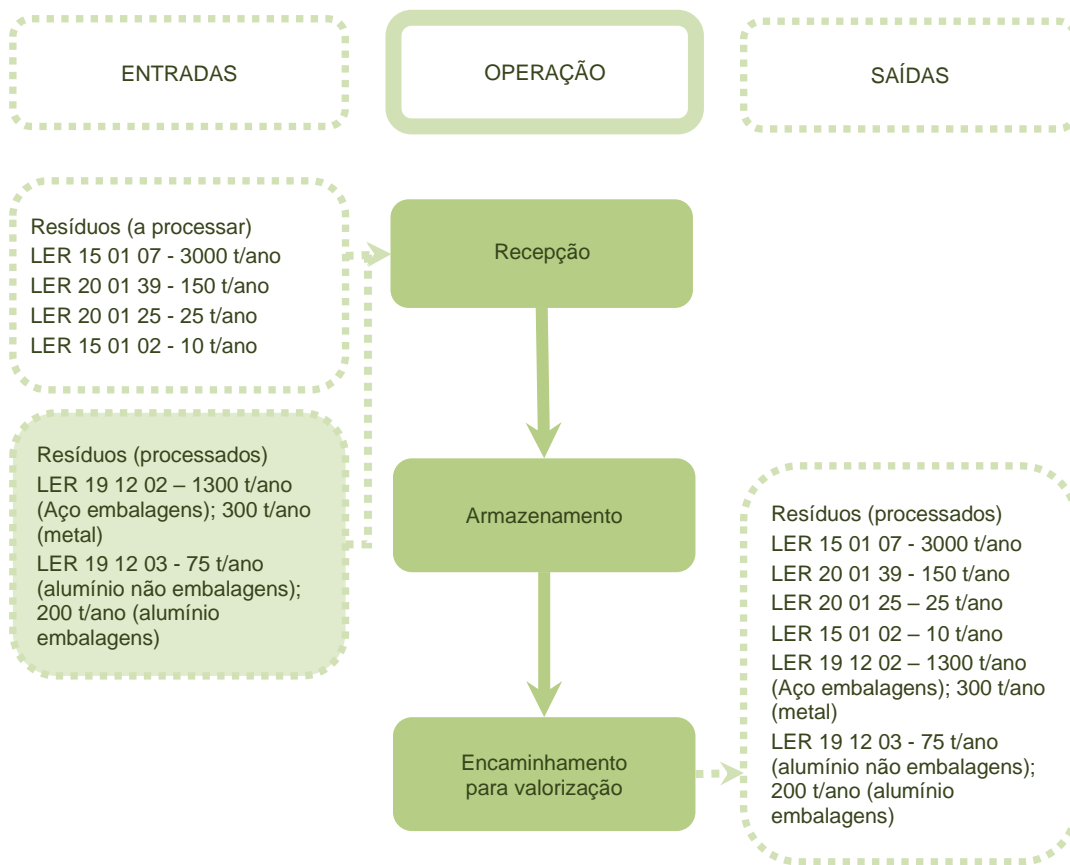 ENTRADAS
OPERAÇÃO
SAÍDAS
Resíduos (a processar)
LER 15 01 07 - 3000 t/ano
LER 20 01 39 - 150 t/ano
LER 20 01 25 - 25 t/ano
LER 15 01 02 - 10 t/ano
Recepção
Resíduos (processados)
LER 19 12 02 – 1300 t/ano
(Aço embalagens); 300 t/ano
(metal)
LER 19 12 03 - 75 t/ano
(alumínio não embalagens);
200 t/ano (alumínio
embalagens)
Armazenamento
Encaminhamento
para valorização
Resíduos (processados)
LER 15 01 07 - 3000 t/ano
LER 20 01 39 - 150 t/ano
LER 20 01 25 – 25 t/ano
LER 15 01 02 – 10 t/ano
LER 19 12 02 – 1300 t/ano
(Aço embalagens); 300 t/ano
(metal)
LER 19 12 03 - 75 t/ano
(alumínio não embalagens);
200 t/ano (alumínio
embalagens)